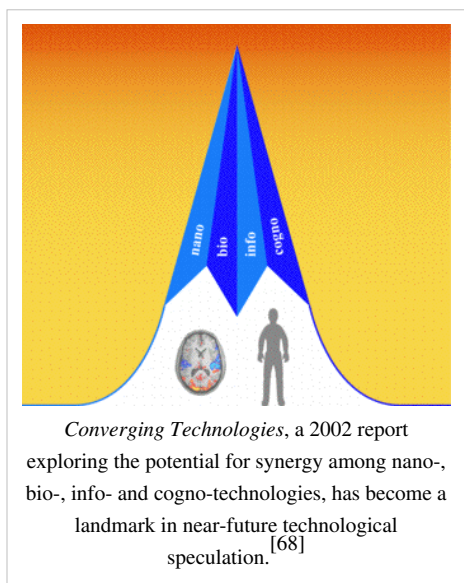 nano
bio
info
cogno
Converging Technologies, a 2002 report
exploring the potential for synergy among nano-,
bio-, info- and cogno-technologies, has become a
landmark in near-future technological
speculation.[68]